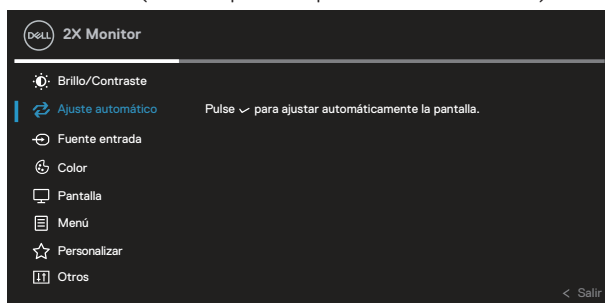 DELL 2X Monitor
Brillo/Contraste
Ajuste automático Pulse ✓ para ajustar automáticamente la pantalla.
Fuente entrada
Color
Pantalla
Menú
Personalizar
Otros
< Salir